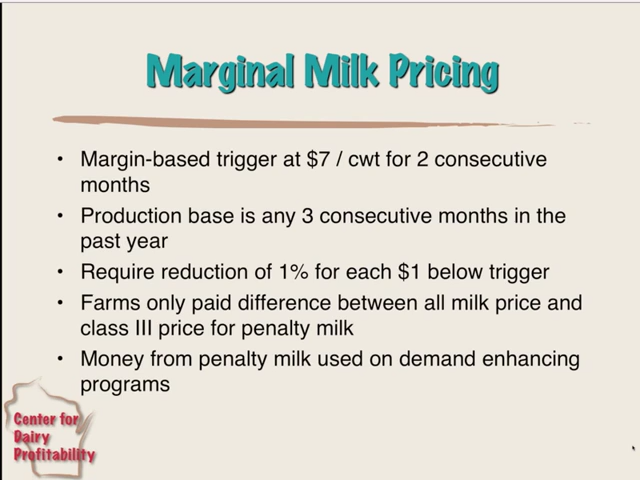 Marginal Milk Pricing
• Margin-based trigger at $7 / cwt for 2 consecutive
months
• Production base is any 3 consecutive months in the
past year
• Require reduction of 1% for each $1 below trigger
• Farms only paid difference between all milk price and
class III price for penalty milk
• Money from penalty milk used on demand enhancing
programs
Center for
Dairy
Profitability